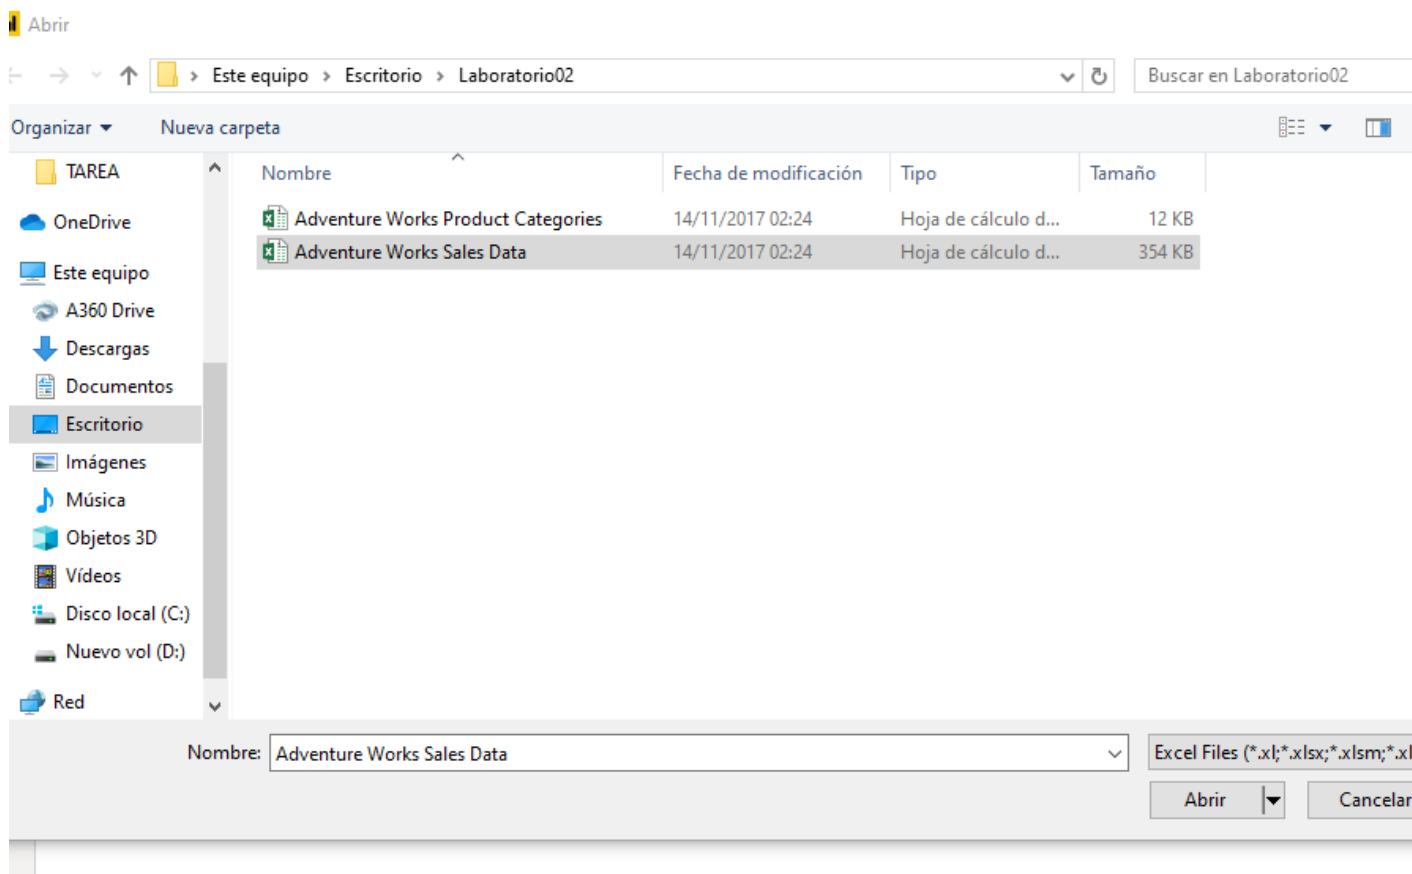 Abrir
Este equipo > Escritorio > Laboratorio02
Buscar en Laboratorio02
Organizar
Nueva carpeta
TAREA
OneDrive
Este equipo
A360 Drive
Descargas
Documentos
Escritorio
Imágenes
Música
Objetos 3D
Vídeos
Disco local (C:)
Nuevo vol (D:)
Red
Nombre Fecha de modificación Tipo Tamaño
Adventure Works Product Categories 14/11/2017 02:24 Hoja de cálculo d... 12 KB
Adventure Works Sales Data 14/11/2017 02:24 Hoja de cálculo d... 354 KB
Nombre: Adventure Works Sales Data
Excel Files (*.xl;*.xlsx;*.xlsm;*.xl
Abrir
Cancelar